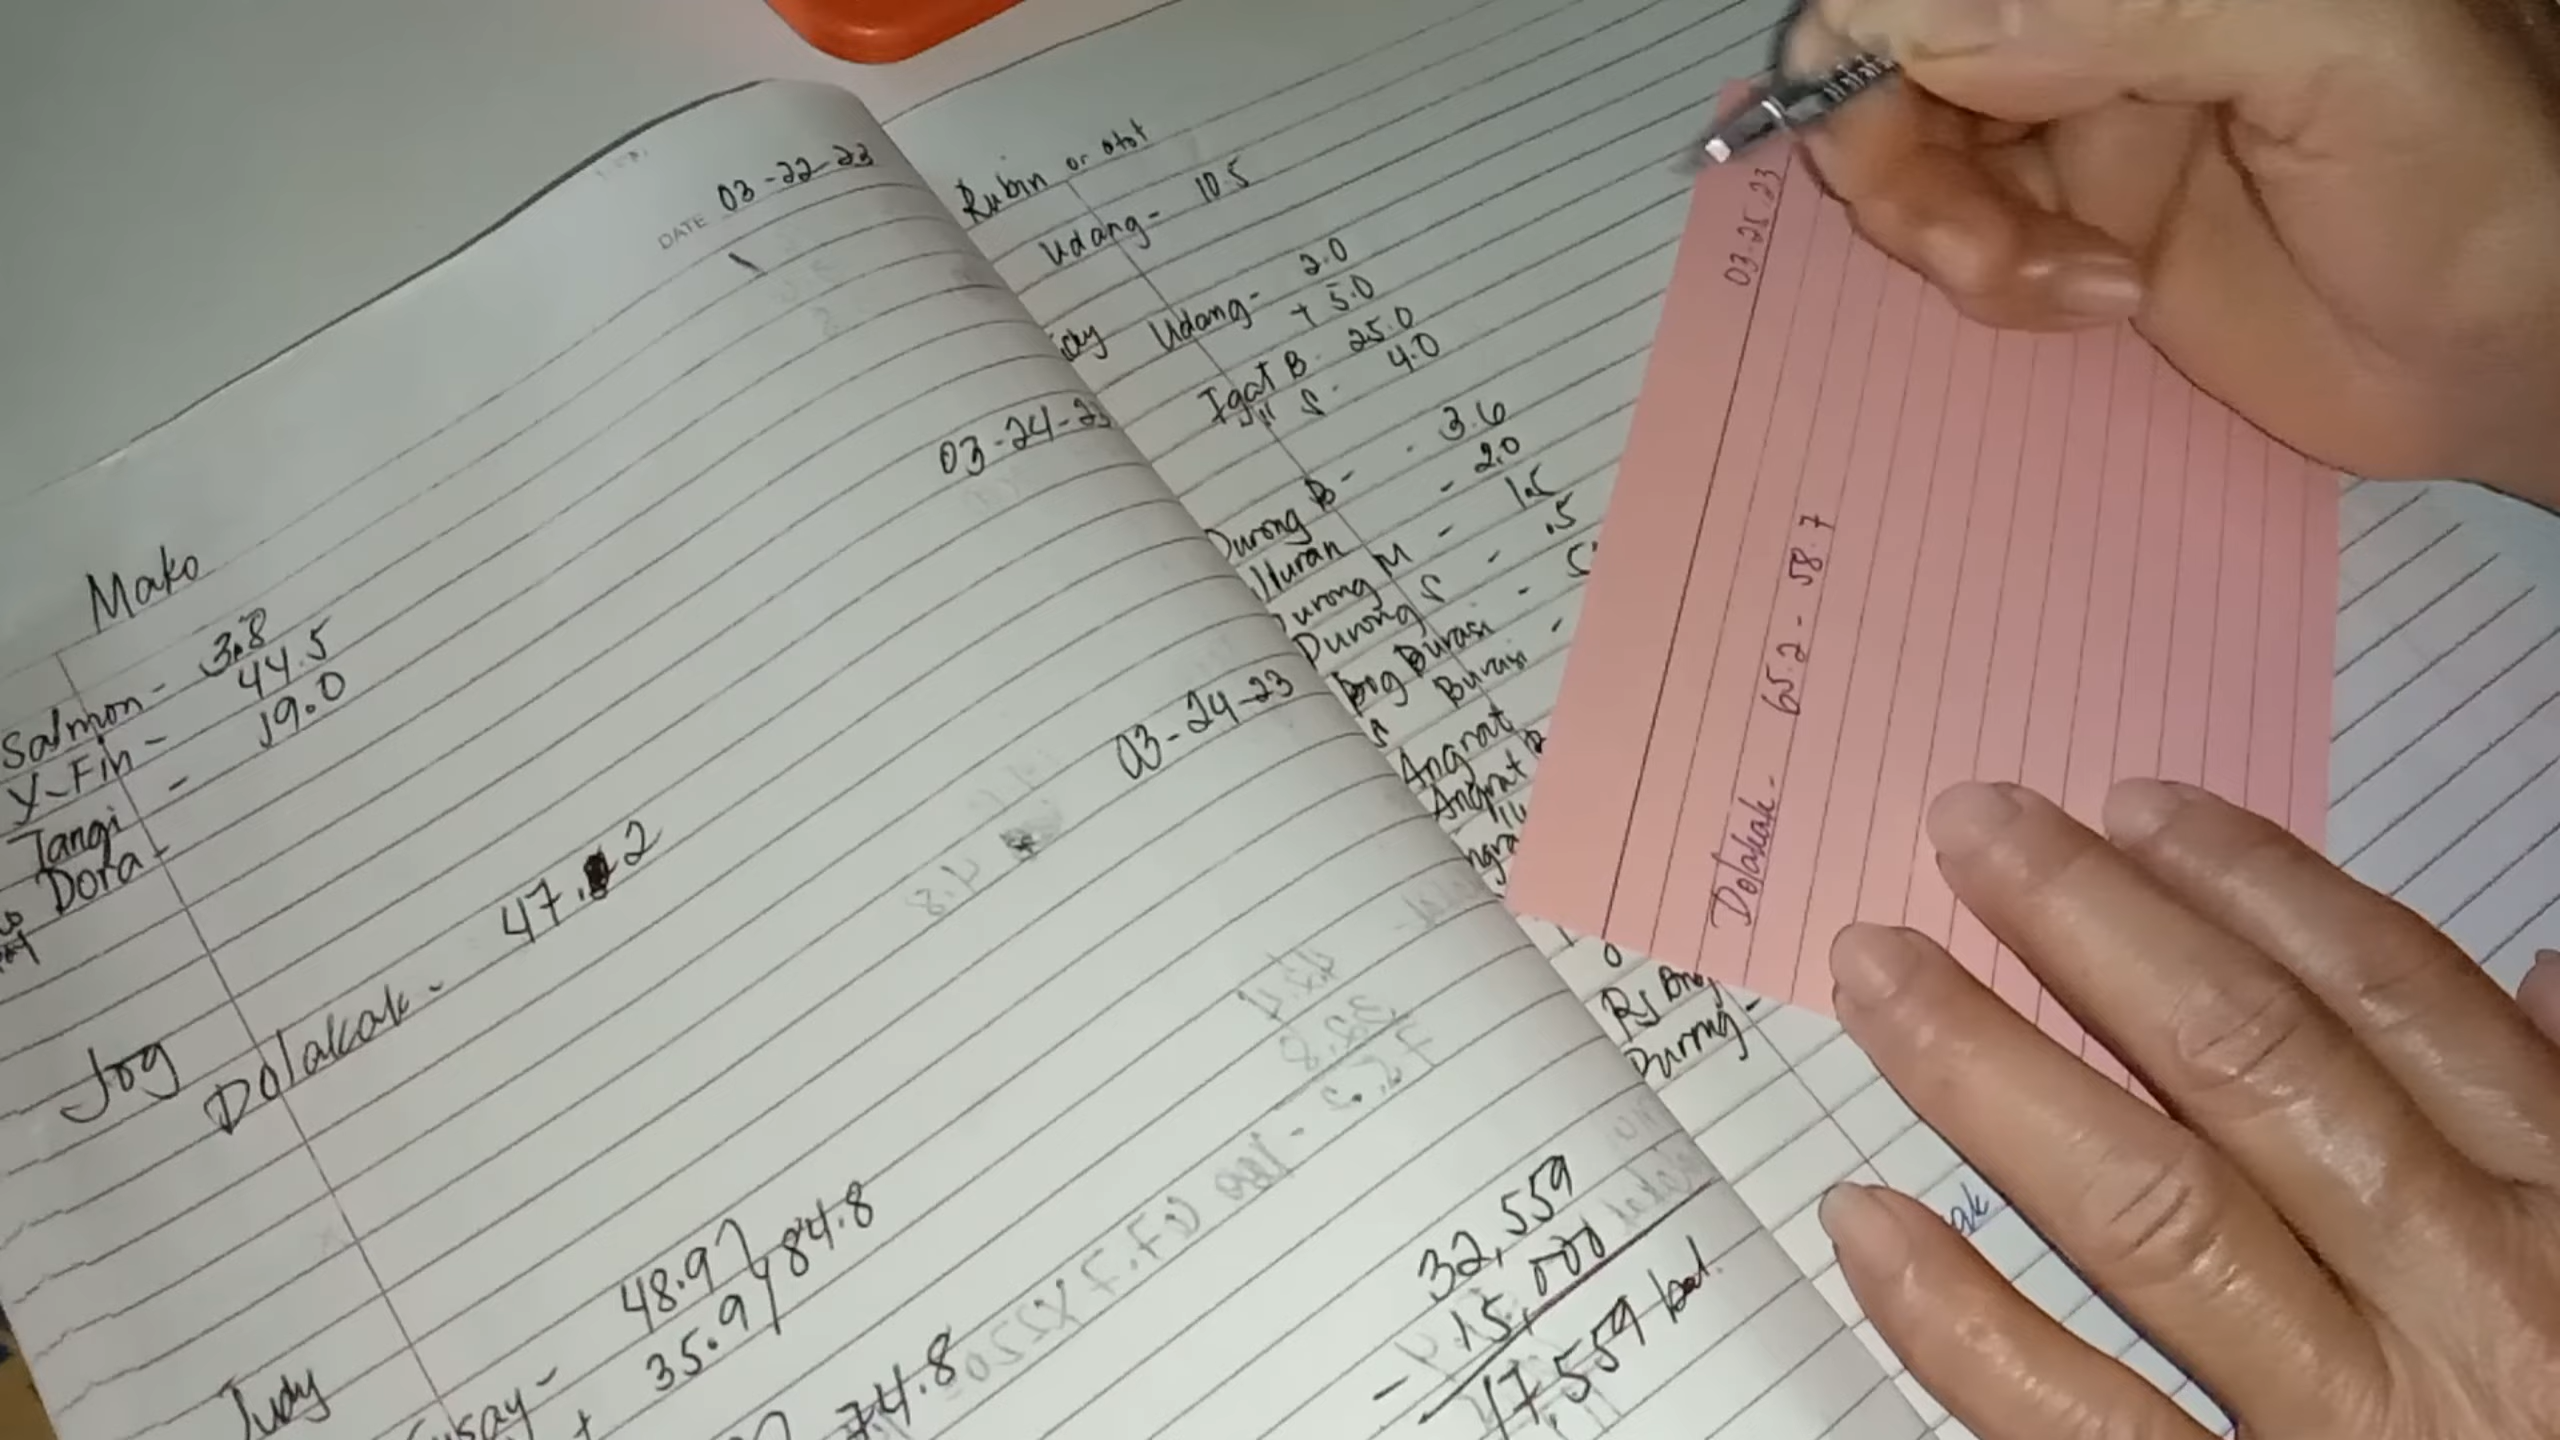 DATE 03-22-23
Mako
Salmon - 3.8
Y-Fin - 44.5
Tangi - 19.0
Dora -
03-24-23
Jog
Dolakak - 47.2
03-24-23
Judy
48.9
+ 35.9 84.8
74.8
32,559
- 15,000
17,559 bal.
Rubin or otot
Udang - 10.5
Udang - 2.0
+ 5.0
Igat B - 25.0
" S - 4.0
Durong B - 3.6
- 2.0
Durong M - 1.5
Durong S - .5
Brg Burasi -
S Burasi -
Angrat
Angrat B
Durong -
03.25.23
Dolakak - 65.2 - 58.7